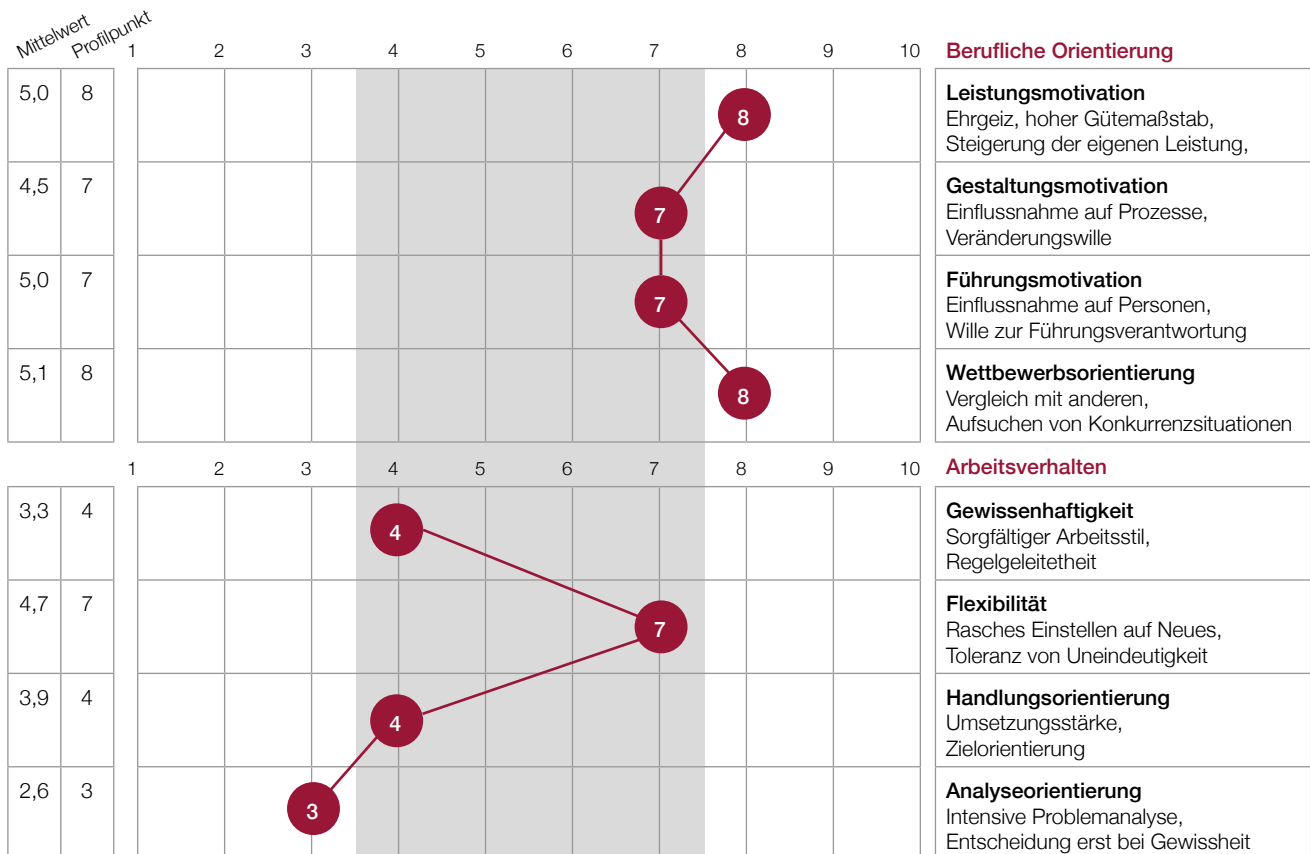 Mittelwert Profilpunkt 1 2 3 4 5 6 7 8 9 10 Berufliche Orientierung
5,0 8 8 Leistungsmotivation
Ehrgeiz, hoher Gütemaßstab,
Steigerung der eigenen Leistung,
4,5 7 7 Gestaltungsmotivation
Einflussnahme auf Prozesse,
Veränderungswille
5,0 7 7 Führungsmotivation
Einflussnahme auf Personen,
Wille zur Führungsverantwortung
5,1 8 8 Wettbewerbsorientierung
Vergleich mit anderen,
Aufsuchen von Konkurrenzsituationen
1 2 3 4 5 6 7 8 9 10 Arbeitsverhalten
3,3 4 4 Gewissenhaftigkeit
Sorgfältiger Arbeitsstil,
Regelgeleitetheit
4,7 7 7 Flexibilität
Rasches Einstellen auf Neues,
Toleranz von Uneindeutigkeit
3,9 4 4 Handlungsorientierung
Umsetzungsstärke,
Zielorientierung
2,6 3 3 Analyseorientierung
Intensive Problemanalyse,
Entscheidung erst bei Gewissheit